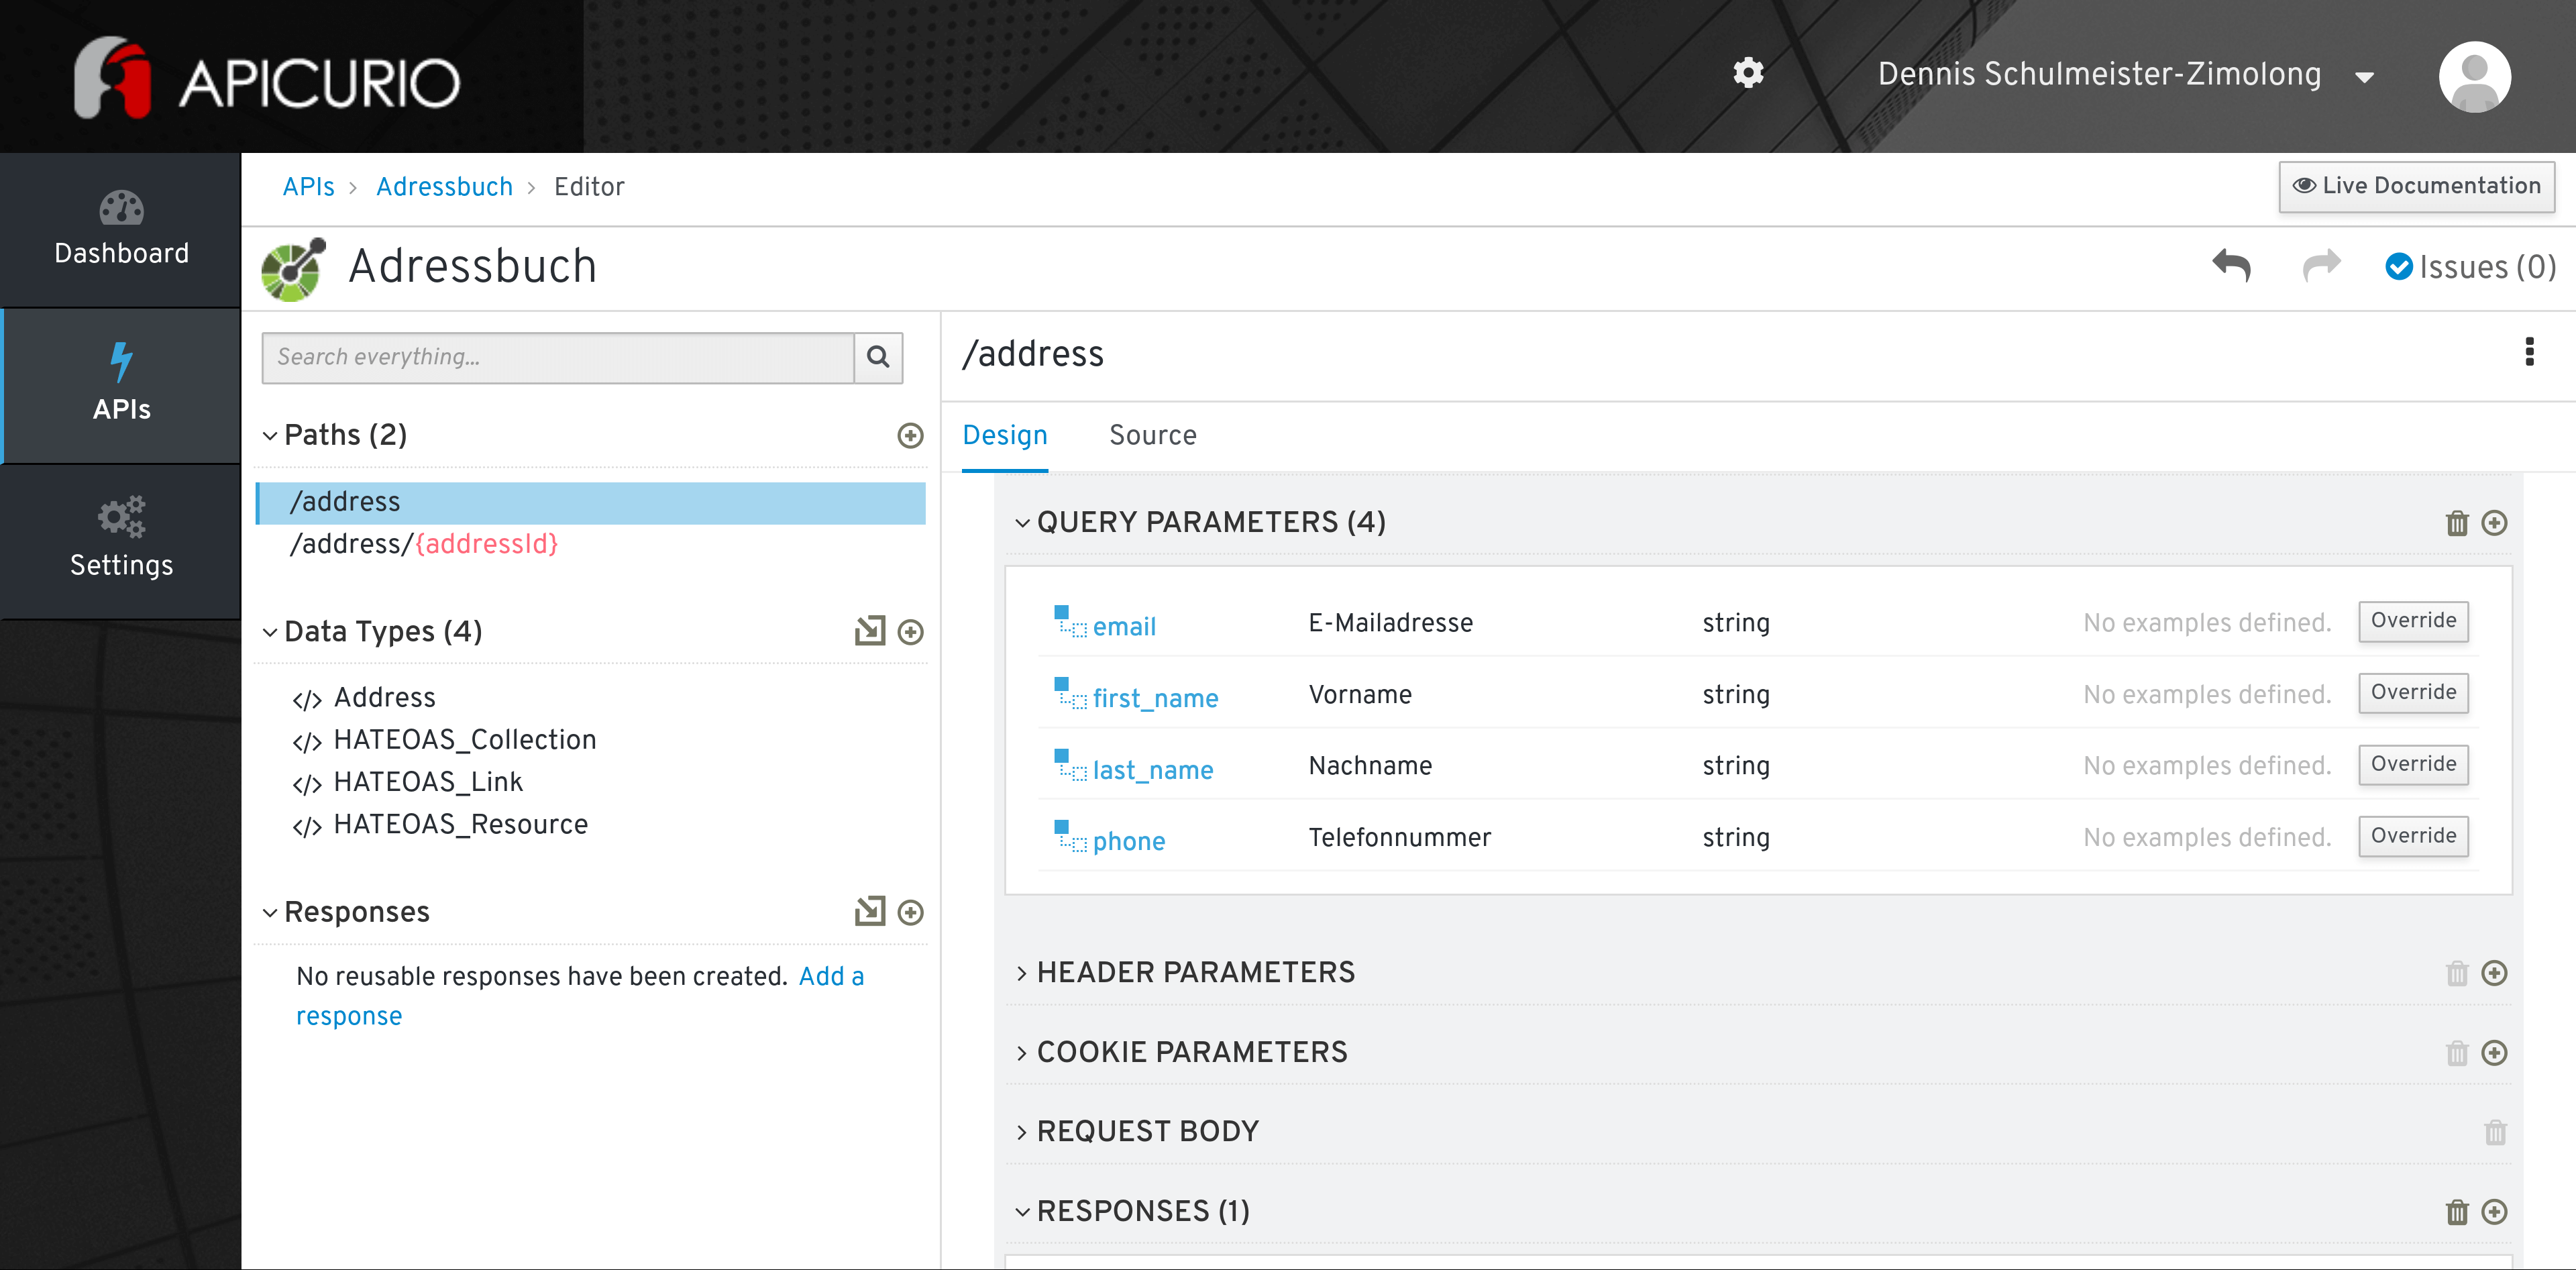 APICURIO
Dennis Schulmeister-Zimolong
Dashboard
APIs
Settings
APIs > Adressbuch > Editor
Live Documentation
Adressbuch
Issues (0)
Search everything...
Paths (2)
/address
/address/{addressId}
Data Types (4)
</> Address
</> HATEOAS_Collection
</> HATEOAS_Link
</> HATEOAS_Resource
Responses
No reusable responses have been created. Add a
response
/address
Design Source
QUERY PARAMETERS (4)
email E-Mailadresse string No examples defined. Override
first_name Vorname string No examples defined. Override
last_name Nachname string No examples defined. Override
phone Telefonnummer string No examples defined. Override
HEADER PARAMETERS
COOKIE PARAMETERS
REQUEST BODY
RESPONSES (1)